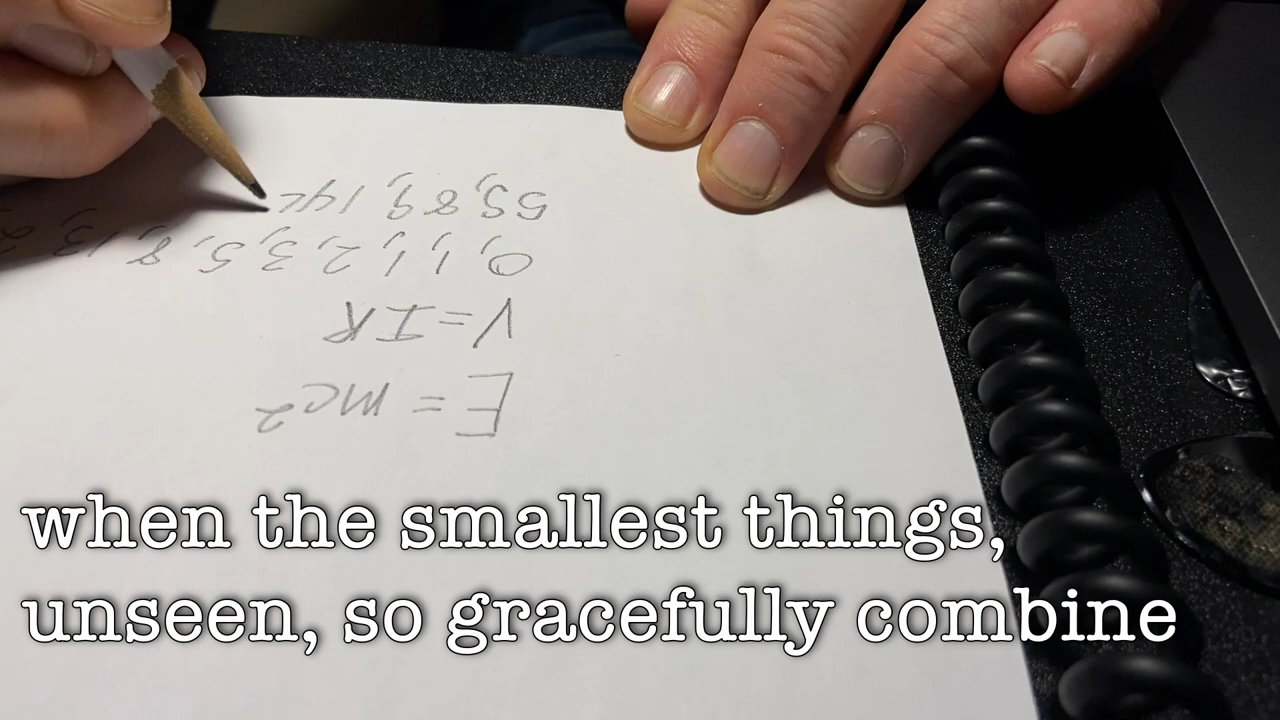 E = mc²
V = IR
0, 1, 1, 2, 3, 5, 8, 13,
55, 89, 14
when the smallest things,
unseen, so gracefully combine